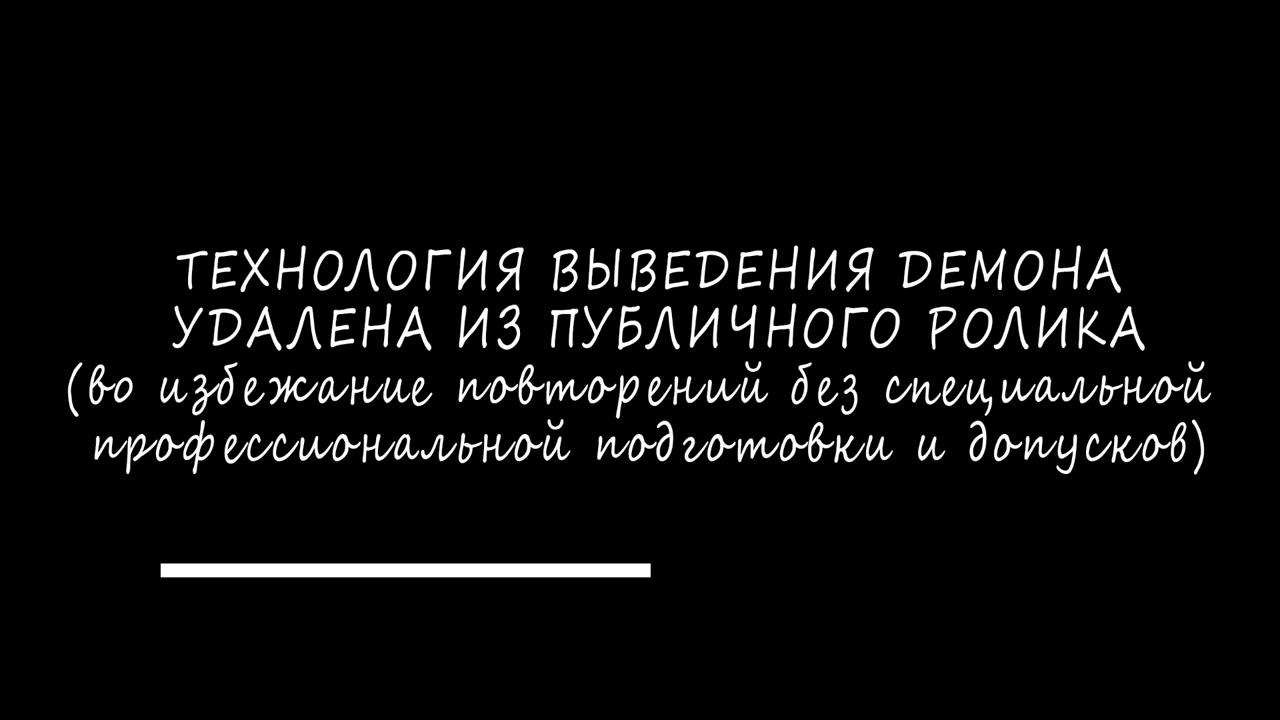 ТЕХНОЛОГИЯ ВЫВЕДЕНИЯ ДЕМОНА
УДАЛЕНА ИЗ ПУБЛИЧНОГО РОЛИКА
(во избежание повторений без специальной
профессиональной подготовки и допусков)